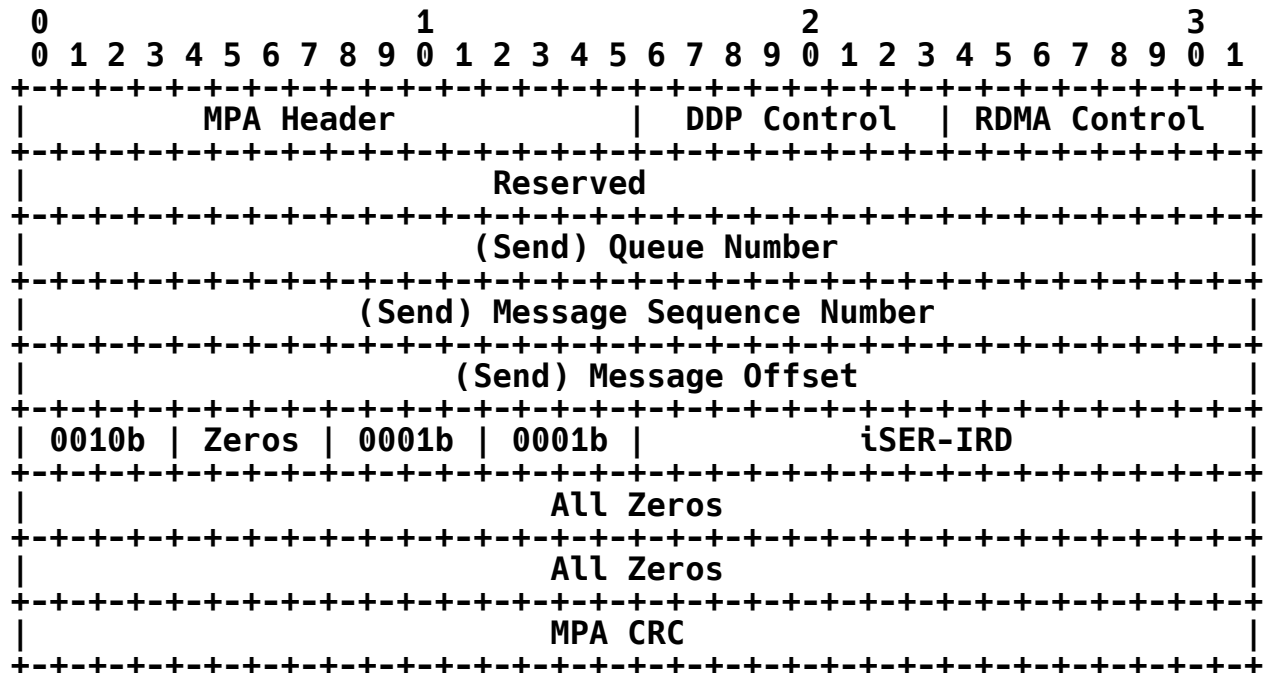 0                   1                   2                   3
 0 1 2 3 4 5 6 7 8 9 0 1 2 3 4 5 6 7 8 9 0 1 2 3 4 5 6 7 8 9 0 1
+-+-+-+-+-+-+-+-+-+-+-+-+-+-+-+-+-+-+-+-+-+-+-+-+-+-+-+-+-+-+-+-+
|         MPA Header            |  DDP Control  | RDMA Control  |
+-+-+-+-+-+-+-+-+-+-+-+-+-+-+-+-+-+-+-+-+-+-+-+-+-+-+-+-+-+-+-+-+
|                        Reserved                               |
+-+-+-+-+-+-+-+-+-+-+-+-+-+-+-+-+-+-+-+-+-+-+-+-+-+-+-+-+-+-+-+-+
|                       (Send) Queue Number                     |
+-+-+-+-+-+-+-+-+-+-+-+-+-+-+-+-+-+-+-+-+-+-+-+-+-+-+-+-+-+-+-+-+
|                 (Send) Message Sequence Number                |
+-+-+-+-+-+-+-+-+-+-+-+-+-+-+-+-+-+-+-+-+-+-+-+-+-+-+-+-+-+-+-+-+
|                      (Send) Message Offset                    |
+-+-+-+-+-+-+-+-+-+-+-+-+-+-+-+-+-+-+-+-+-+-+-+-+-+-+-+-+-+-+-+-+
| 0010b | Zeros | 0001b | 0001b |           iSER-IRD            |
+-+-+-+-+-+-+-+-+-+-+-+-+-+-+-+-+-+-+-+-+-+-+-+-+-+-+-+-+-+-+-+-+
|                           All Zeros                           |
+-+-+-+-+-+-+-+-+-+-+-+-+-+-+-+-+-+-+-+-+-+-+-+-+-+-+-+-+-+-+-+-+
|                           All Zeros                           |
+-+-+-+-+-+-+-+-+-+-+-+-+-+-+-+-+-+-+-+-+-+-+-+-+-+-+-+-+-+-+-+-+
|                           MPA CRC                             |
+-+-+-+-+-+-+-+-+-+-+-+-+-+-+-+-+-+-+-+-+-+-+-+-+-+-+-+-+-+-+-+-+